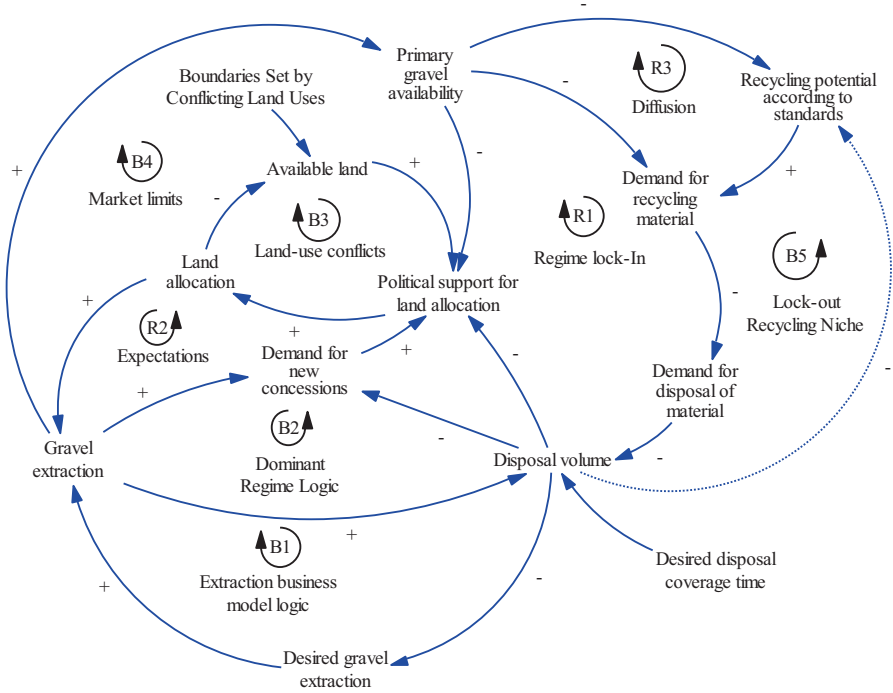 -
Primary
gravel
availability
R3
Diffusion
-
Recycling potential
according to
standards
Boundaries Set by
Conflicting Land Uses
+
B4
Market limits
Available land
+
-
-
B3
Land-use conflicts
Demand for
recycling
material
+
R1
Regime lock-In
B5
Lock-out
Recycling Niche
Land
allocation
Political support for
land allocation
-
+
R2
Expectations
+
Demand for
new
concessions
+
-
Demand for
disposal of
material
-
+
B2
Dominant
Regime Logic
-
Gravel
extraction
Disposal volume
-
+
B1
Extraction business
model logic
Desired disposal
coverage time
+
-
Desired gravel
extraction